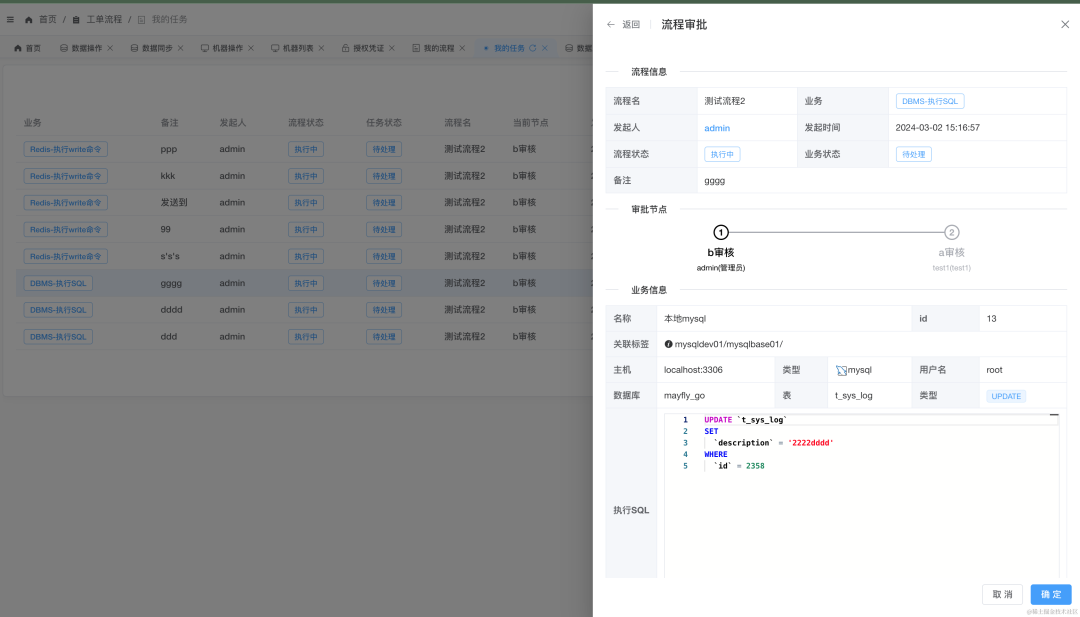 首页 / 工单流程 / 我的任务
首页 数据操作 数据同步 机器操作 机器列表 授权凭证 我的流程 我的任务 数据
业务 备注 发起人 流程状态 任务状态 流程名 当前节点
Redis-执行write命令 ppp admin 执行中 待处理 测试流程2 b审核
Redis-执行write命令 kkk admin 执行中 待处理 测试流程2 b审核
Redis-执行write命令 发送到 admin 执行中 待处理 测试流程2 b审核
Redis-执行write命令 99 admin 执行中 待处理 测试流程2 b审核
Redis-执行write命令 s's's admin 执行中 待处理 测试流程2 b审核
DBMS-执行SQL gggg admin 执行中 待处理 测试流程2 b审核
DBMS-执行SQL dddd admin 执行中 待处理 测试流程2 b审核
DBMS-执行SQL ddd admin 执行中 待处理 测试流程2 b审核
返回 流程审批
流程信息
流程名 测试流程2 业务 DBMS-执行SQL
发起人 admin 发起时间 2024-03-02 15:16:57
流程状态 执行中 业务状态 待处理
备注 gggg
审批节点
1 2
b审核 a审核
admin(管理员) test1(test1)
业务信息
名称 本地mysql id 13
关联标签 mysqldev01/mysqlbase01/
主机 localhost:3306 类型 mysql 用户名 root
数据库 mayfly_go 表 t_sys_log 类型 UPDATE
执行SQL
1 UPDATE `t_sys_log`
2 SET
3 `description` = '2222dddd'
4 WHERE
5 `id` = 2358
取消 确定
@稀土掘金技术社区